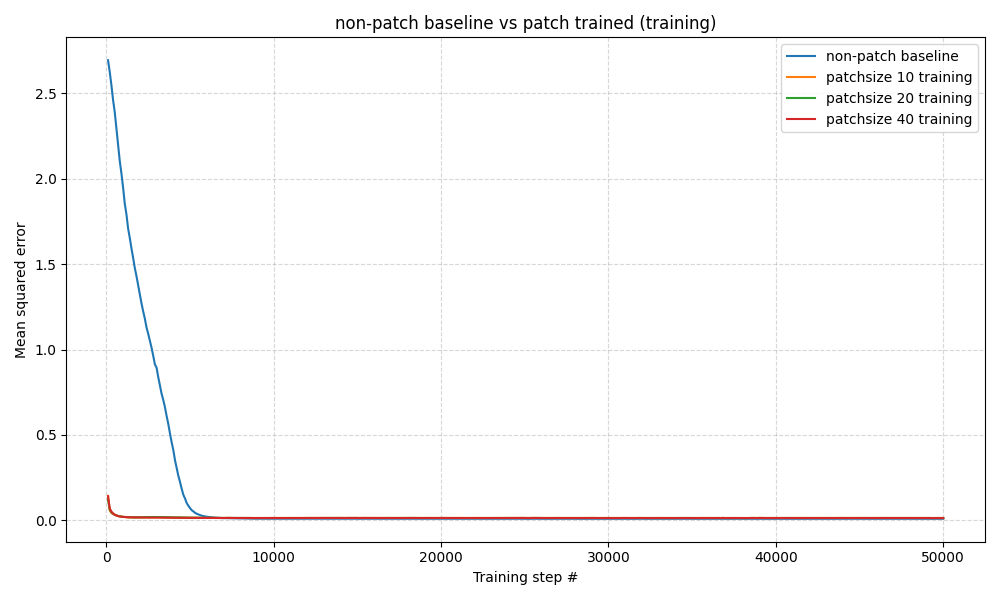 non-patch baseline vs patch trained (training)
non-patch baseline
patchsize 10 training
patchsize 20 training
patchsize 40 training
Mean squared error
2.5
2.0
1.5
1.0
0.5
0.0
0 10000 20000 30000 40000 50000
Training step #